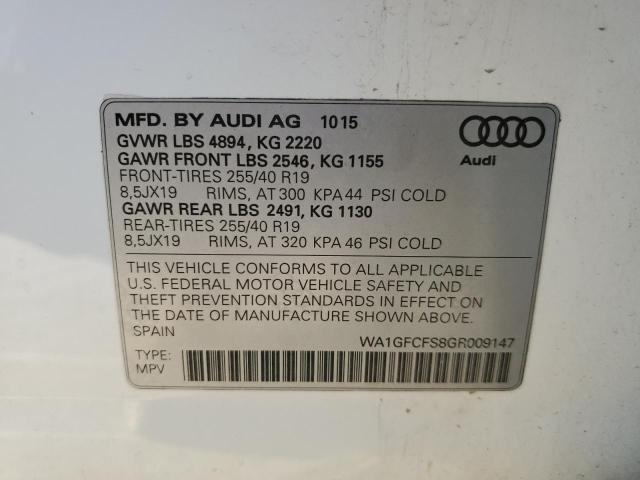 MFD. BY AUDI AG 1015
GVWR LBS 4894, KG 2220
GAWR FRONT LBS 2546, KG 1155
FRONT-TIRES 255/40 R19
8,5JX19 RIMS, AT 300 KPA 44 PSI COLD
GAWR REAR LBS 2491, KG 1130
REAR-TIRES 255/40 R19
8,5JX19 RIMS, AT 320 KPA 46 PSI COLD
Audi
THIS VEHICLE CONFORMS TO ALL APPLICABLE
U.S. FEDERAL MOTOR VEHICLE SAFETY AND
THEFT PREVENTION STANDARDS IN EFFECT ON
THE DATE OF MANUFACTURE SHOWN ABOVE.
SPAIN
WA1GFCFS8GR009147
TYPE:
MPV